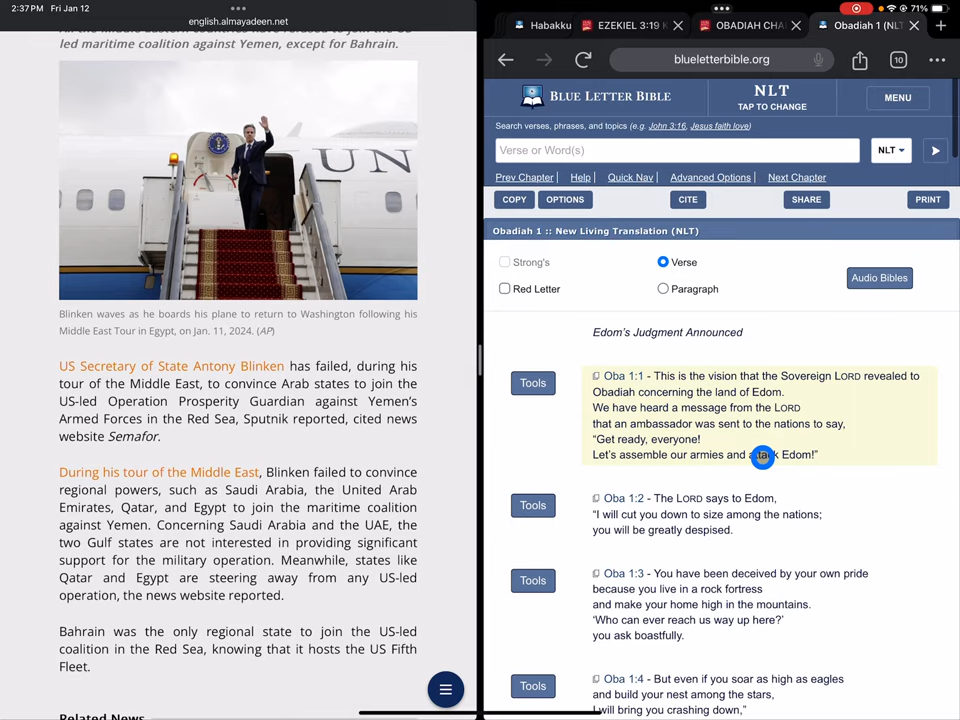 2:37 PM Fri Jan 12
english.almayadeen.net
All the Middle Eastern countries have refused to join the US-
led maritime coalition against Yemen, except for Bahrain.
UN
Blinken waves as he boards his plane to return to Washington following his
Middle East Tour in Egypt, on Jan. 11, 2024. (AP)
US Secretary of State Antony Blinken has failed, during his
tour of the Middle East, to convince Arab states to join the
US-led Operation Prosperity Guardian against Yemen's
Armed Forces in the Red Sea, Sputnik reported, cited news
website Semafor.
During his tour of the Middle East, Blinken failed to convince
regional powers, such as Saudi Arabia, the United Arab
Emirates, Qatar, and Egypt to join the maritime coalition
against Yemen. Concerning Saudi Arabia and the UAE, the
two Gulf states are not interested in providing significant
support for the military operation. Meanwhile, states like
Qatar and Egypt are steering away from any US-led
operation, the news website reported.
Bahrain was the only regional state to join the US-led
coalition in the Red Sea, knowing that it hosts the US Fifth
Fleet.
Related News
71%
Habakku
EZEKIEL 3:19 K
OBADIAH CHA
Obadiah 1 (NLT
blueletterbible.org
10
BLUE LETTER BIBLE
NLT
TAP TO CHANGE
MENU
Search verses, phrases, and topics (e.g. John 3:16, Jesus faith love)
Verse or Word(s)
NLT
Prev Chapter | Help | Quick Nav | Advanced Options | Next Chapter
COPY OPTIONS CITE SHARE PRINT
Obadiah 1 :: New Living Translation (NLT)
Strong's
Verse
Red Letter
Paragraph
Audio Bibles
Edom's Judgment Announced
Tools
Oba 1:1 - This is the vision that the Sovereign LORD revealed to
Obadiah concerning the land of Edom.
We have heard a message from the LORD
that an ambassador was sent to the nations to say,
“Get ready, everyone!
Let's assemble our armies and attack Edom!”
Tools
Oba 1:2 - The LORD says to Edom,
“I will cut you down to size among the nations;
you will be greatly despised.
Tools
Oba 1:3 - You have been deceived by your own pride
because you live in a rock fortress
and make your home high in the mountains.
‘Who can ever reach us way up here?’
you ask boastfully.
Tools
Oba 1:4 - But even if you soar as high as eagles
and build your nest among the stars,
I will bring you crashing down,”